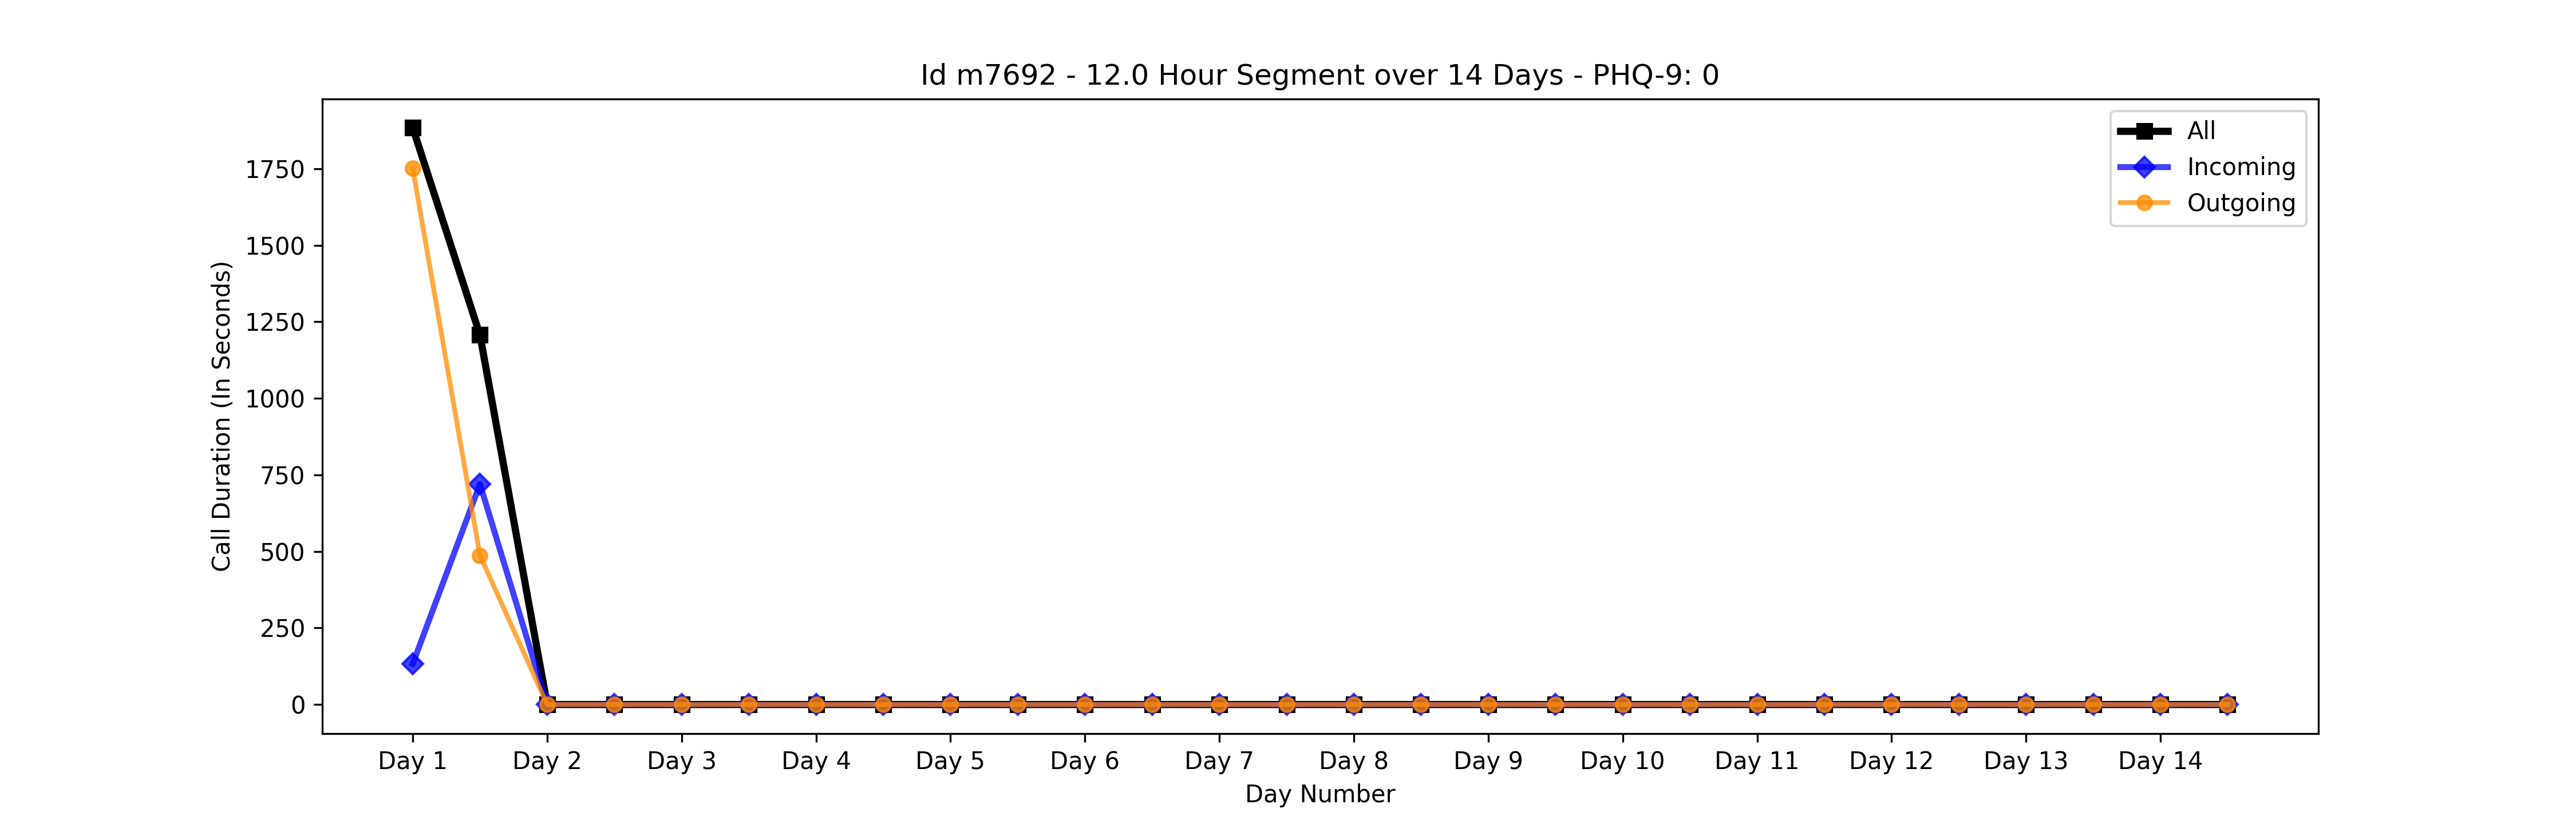 Id m7692 - 12.0 Hour Segment over 14 Days - PHQ-9: 0
All
Incoming
Outgoing
Call Duration (In Seconds)
1750
1500
1250
1000
750
500
250
0
Day 1 Day 2 Day 3 Day 4 Day 5 Day 6 Day 7 Day 8 Day 9 Day 10 Day 11 Day 12 Day 13 Day 14
Day Number